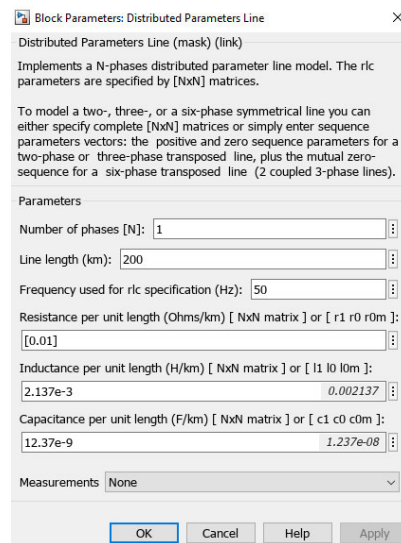 Block Parameters: Distributed Parameters Line
Distributed Parameters Line (mask) (link)
Implements a N-phases distributed parameter line model. The rlc
parameters are specified by [NxN] matrices.
To model a two-, three-, or a six-phase symmetrical line you can
either specify complete [NxN] matrices or simply enter sequence
parameters vectors: the positive and zero sequence parameters for a
two-phase or three-phase transposed line, plus the mutual zero-
sequence for a six-phase transposed line (2 coupled 3-phase lines).
Parameters
Number of phases [N]: 1
Line length (km): 200
Frequency used for rlc specification (Hz): 50
Resistance per unit length (Ohms/km) [ NxN matrix ] or [ r1 r0 r0m ]:
[0.01]
Inductance per unit length (H/km) [ NxN matrix ] or [ l1 l0 l0m ]:
2.137e-3 0.002137
Capacitance per unit length (F/km) [ NxN matrix ] or [ c1 c0 c0m ]:
12.37e-9 1.237e-08
Measurements None
OK Cancel Help Apply